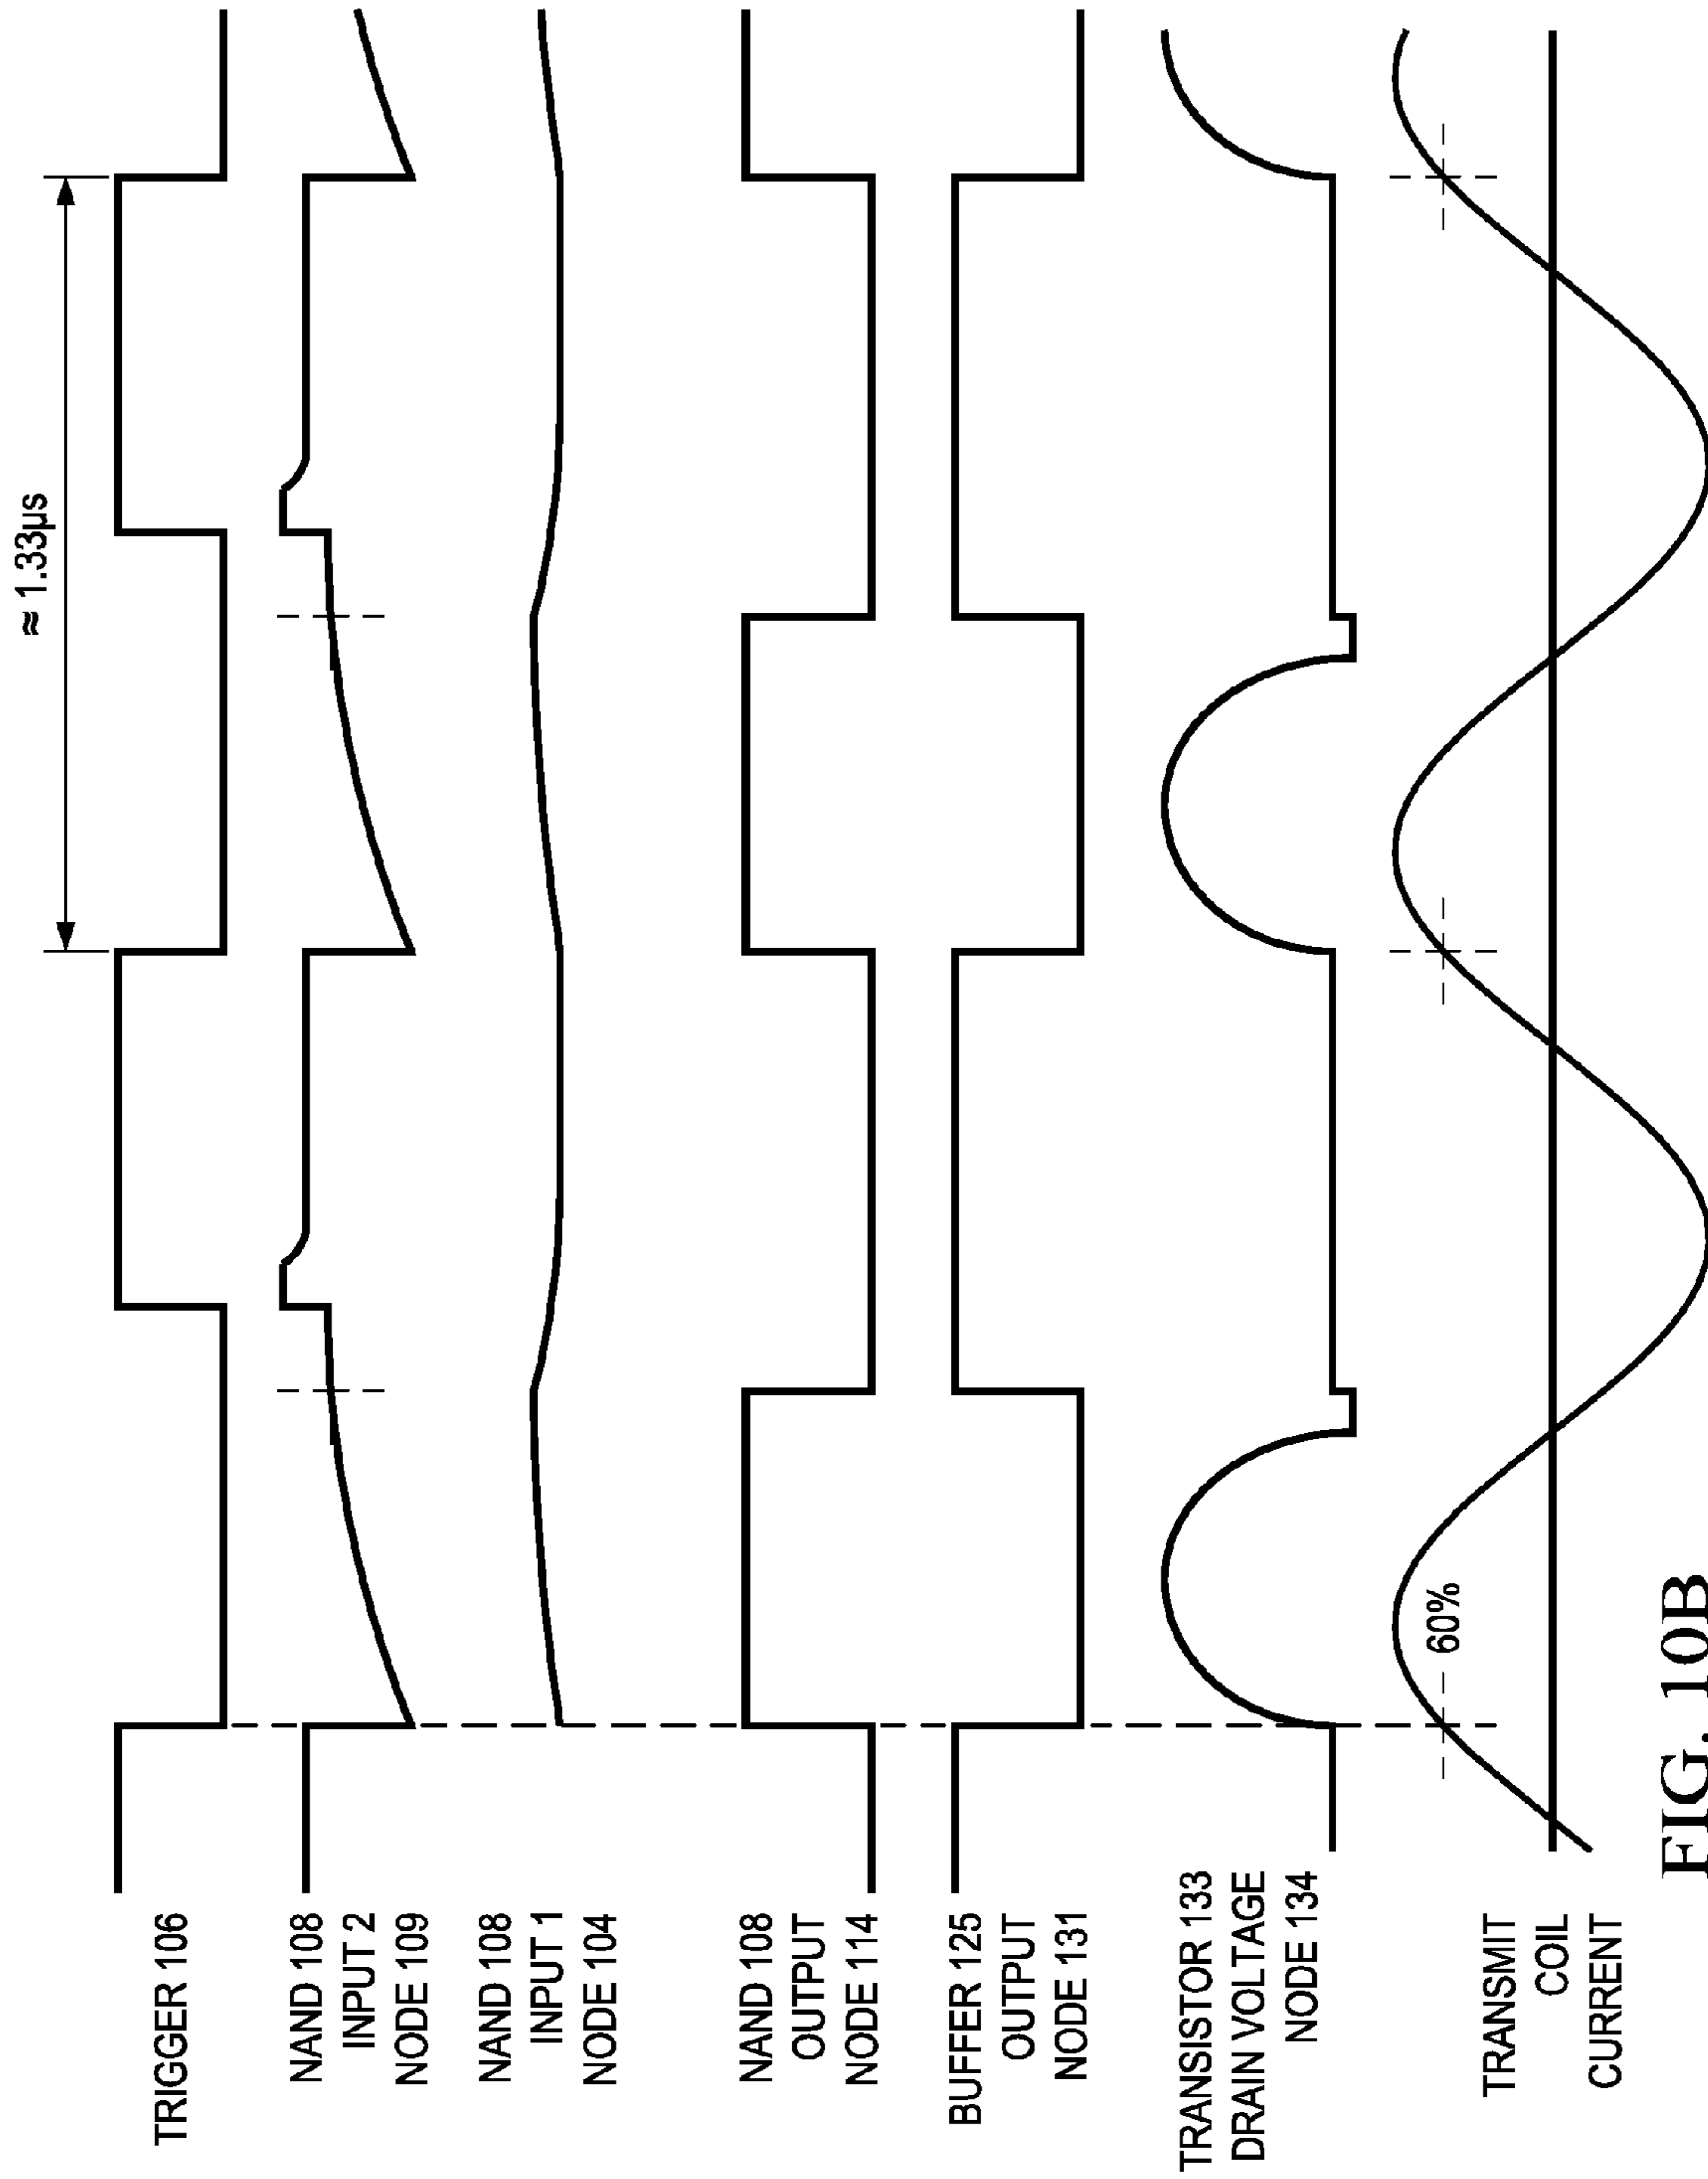 ≈ 1.33µs
TRIGGER 106
NAND 108
INPUT 2
NODE 109
NAND 108
INPUT 1
NODE 104
NAND 108
OUTPUT
NODE 114
BUFFER 125
OUTPUT
NODE 131
TRANSISTOR 133
DRAIN VOLTAGE
NODE 134
60%
TRANSMIT
COIL
CURRENT
FIG. 10B